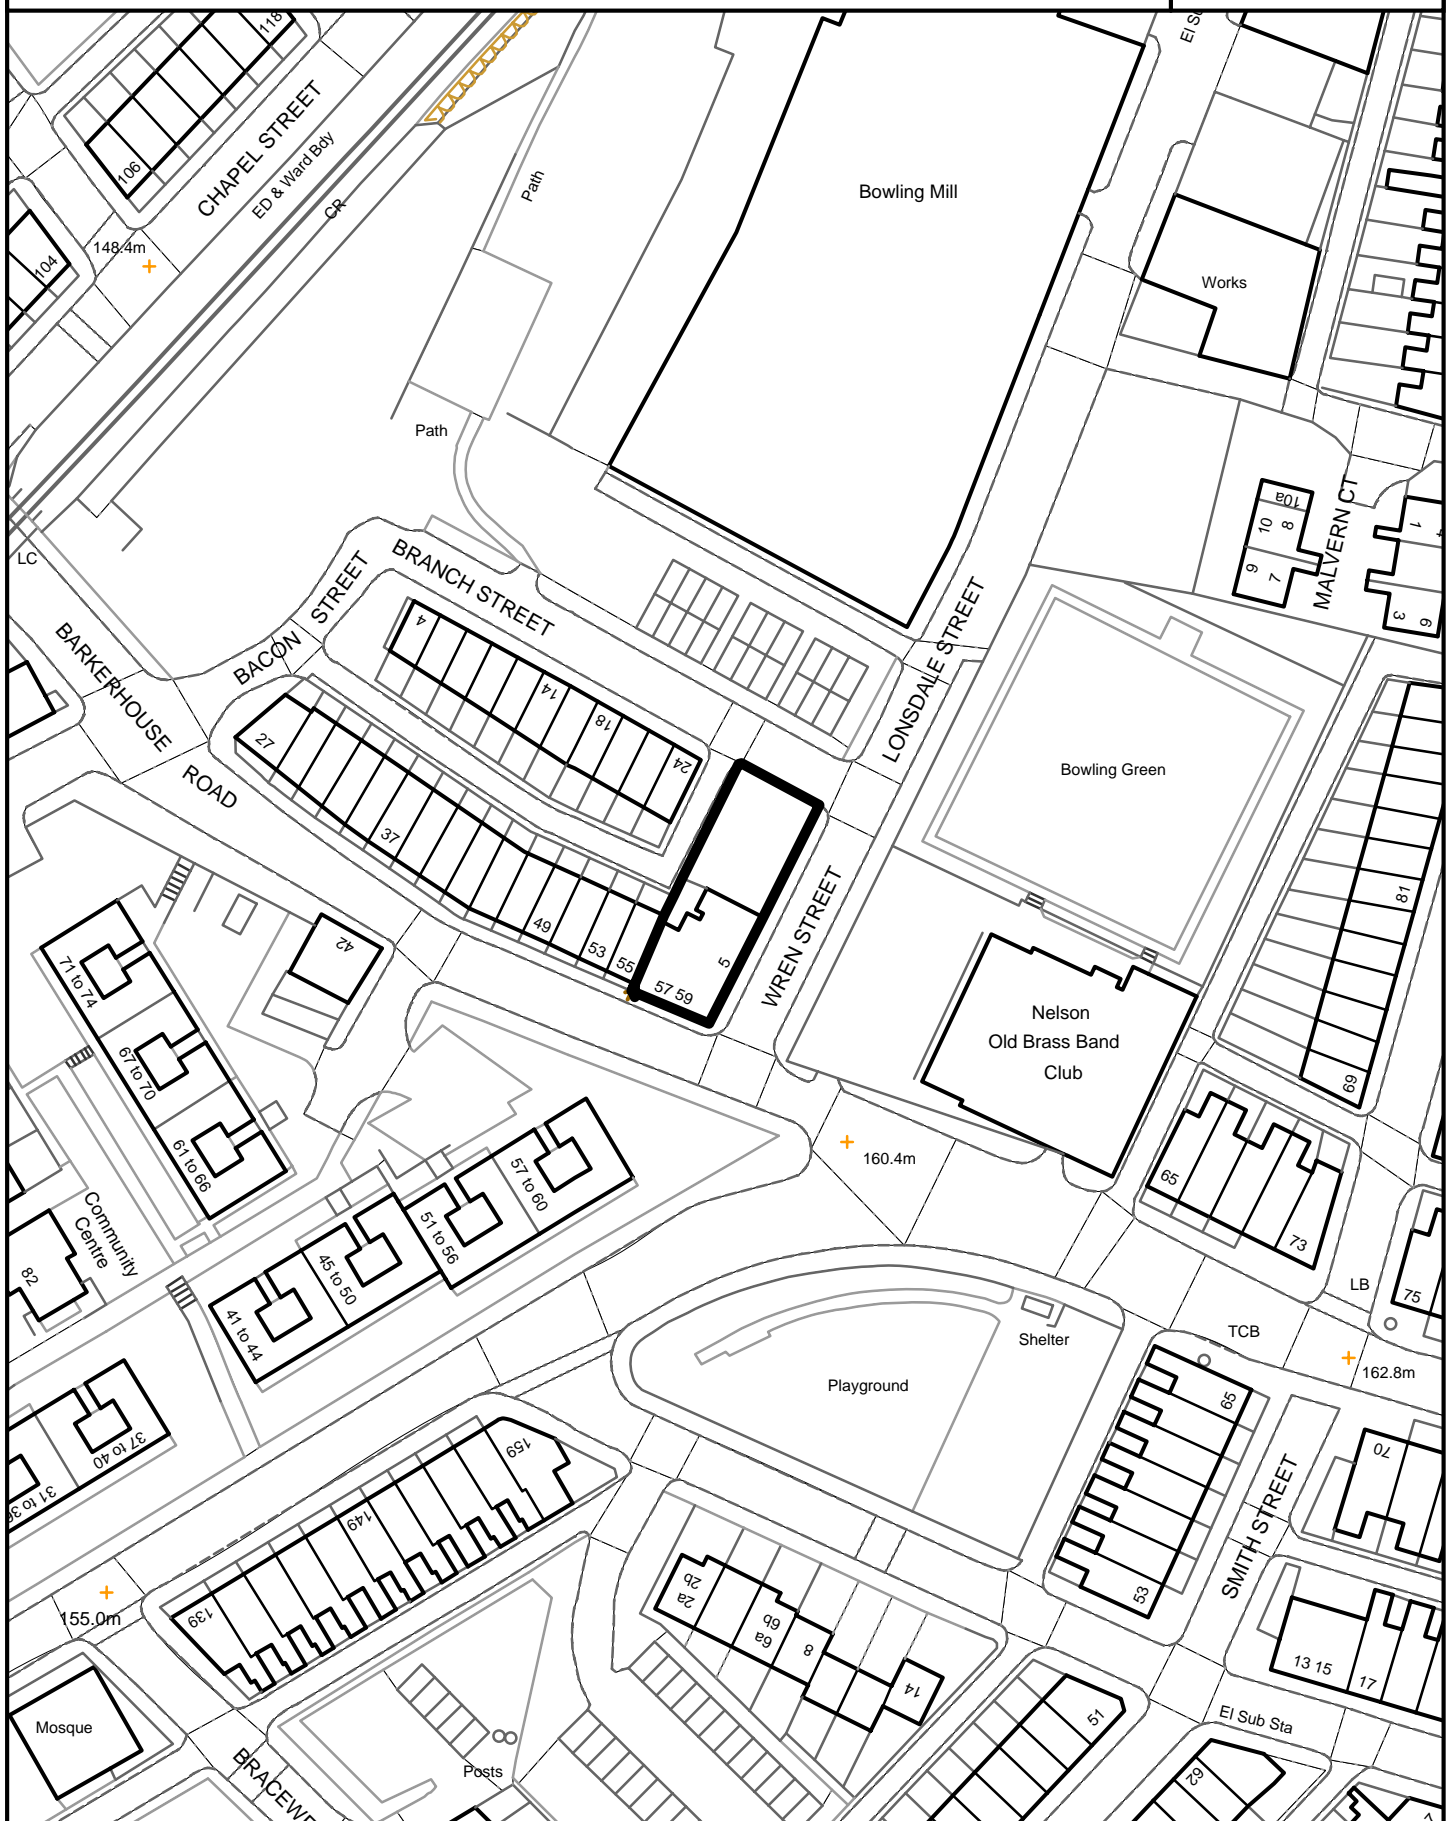 118
El Su
CHAPEL STREET
106
ED & Ward Bdy
CR
Path
Bowling Mill
104
148.4m
Works
Path
10a
10
8
9
7
MALVERN CT
1
3
6
LC
BRANCH STREET
BACON STREET
4
14
18
24
LONSDALE STREET
BARKERHOUSE
ROAD
27
37
49
53
55
57 59
5
WREN STREET
Bowling Green
81
69
42
71 to 74
67 to 70
61 to 66
Nelson
Old Brass Band
Club
160.4m
65
73
Community
Centre
82
57 to 60
51 to 56
45 to 50
41 to 44
LB
75
TCB
162.8m
Shelter
Playground
37 to 40
31 to 36
159
149
139
65
53
70
SMITH STREET
155.0m
2b
2a
6b
6a
8
14
13 15
17
Mosque
51
El Sub Sta
62
Posts
BRACEWE